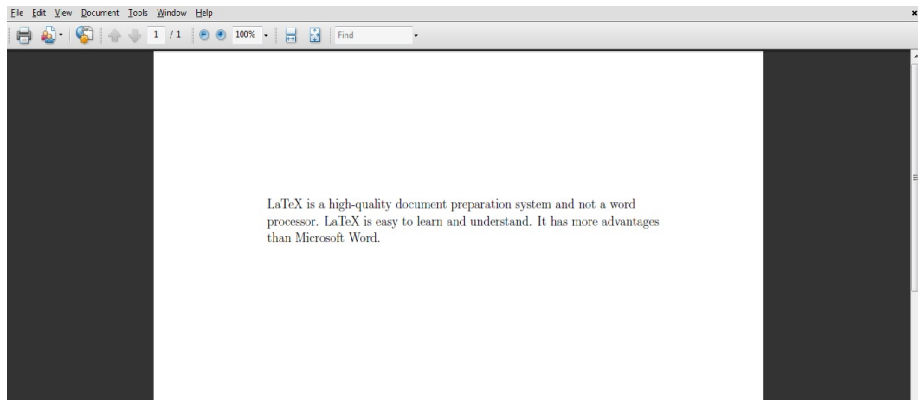 File Edit View Document Tools Window Help
1 / 1 100% Find
LaTeX is a high-quality document preparation system and not a word
processor. LaTeX is easy to learn and understand. It has more advantages
than Microsoft Word.